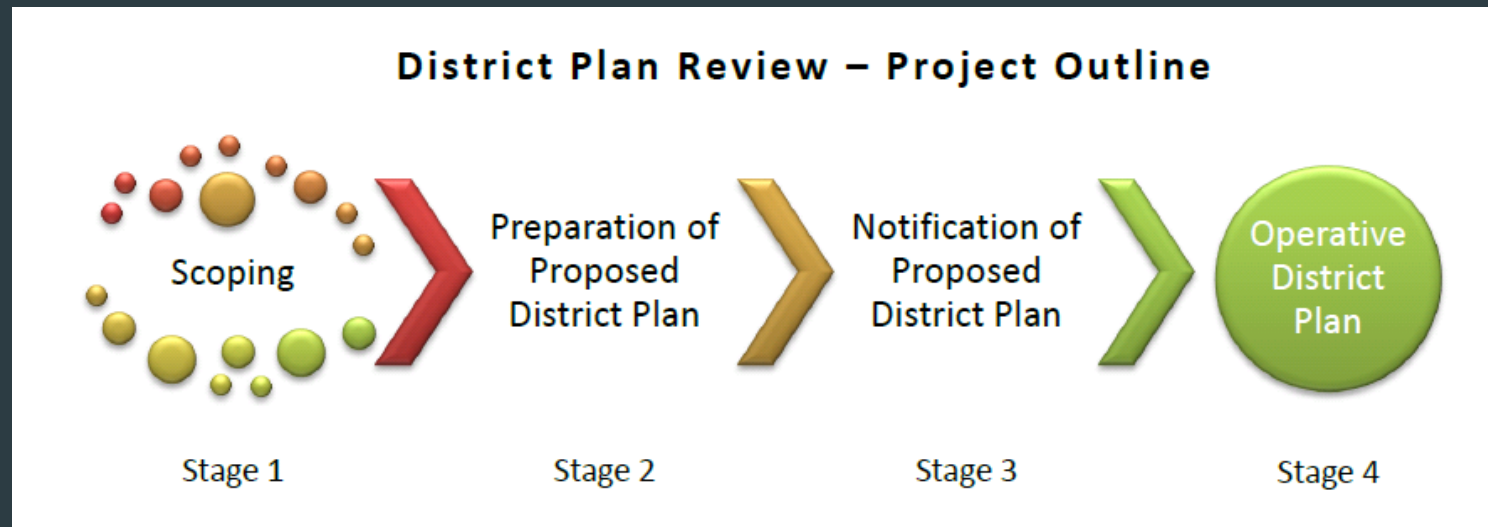 District Plan Review – Project Outline
Scoping
Preparation of
Proposed
District Plan
Notification of
Proposed
District Plan
Operative
District
Plan
Stage 1
Stage 2
Stage 3
Stage 4